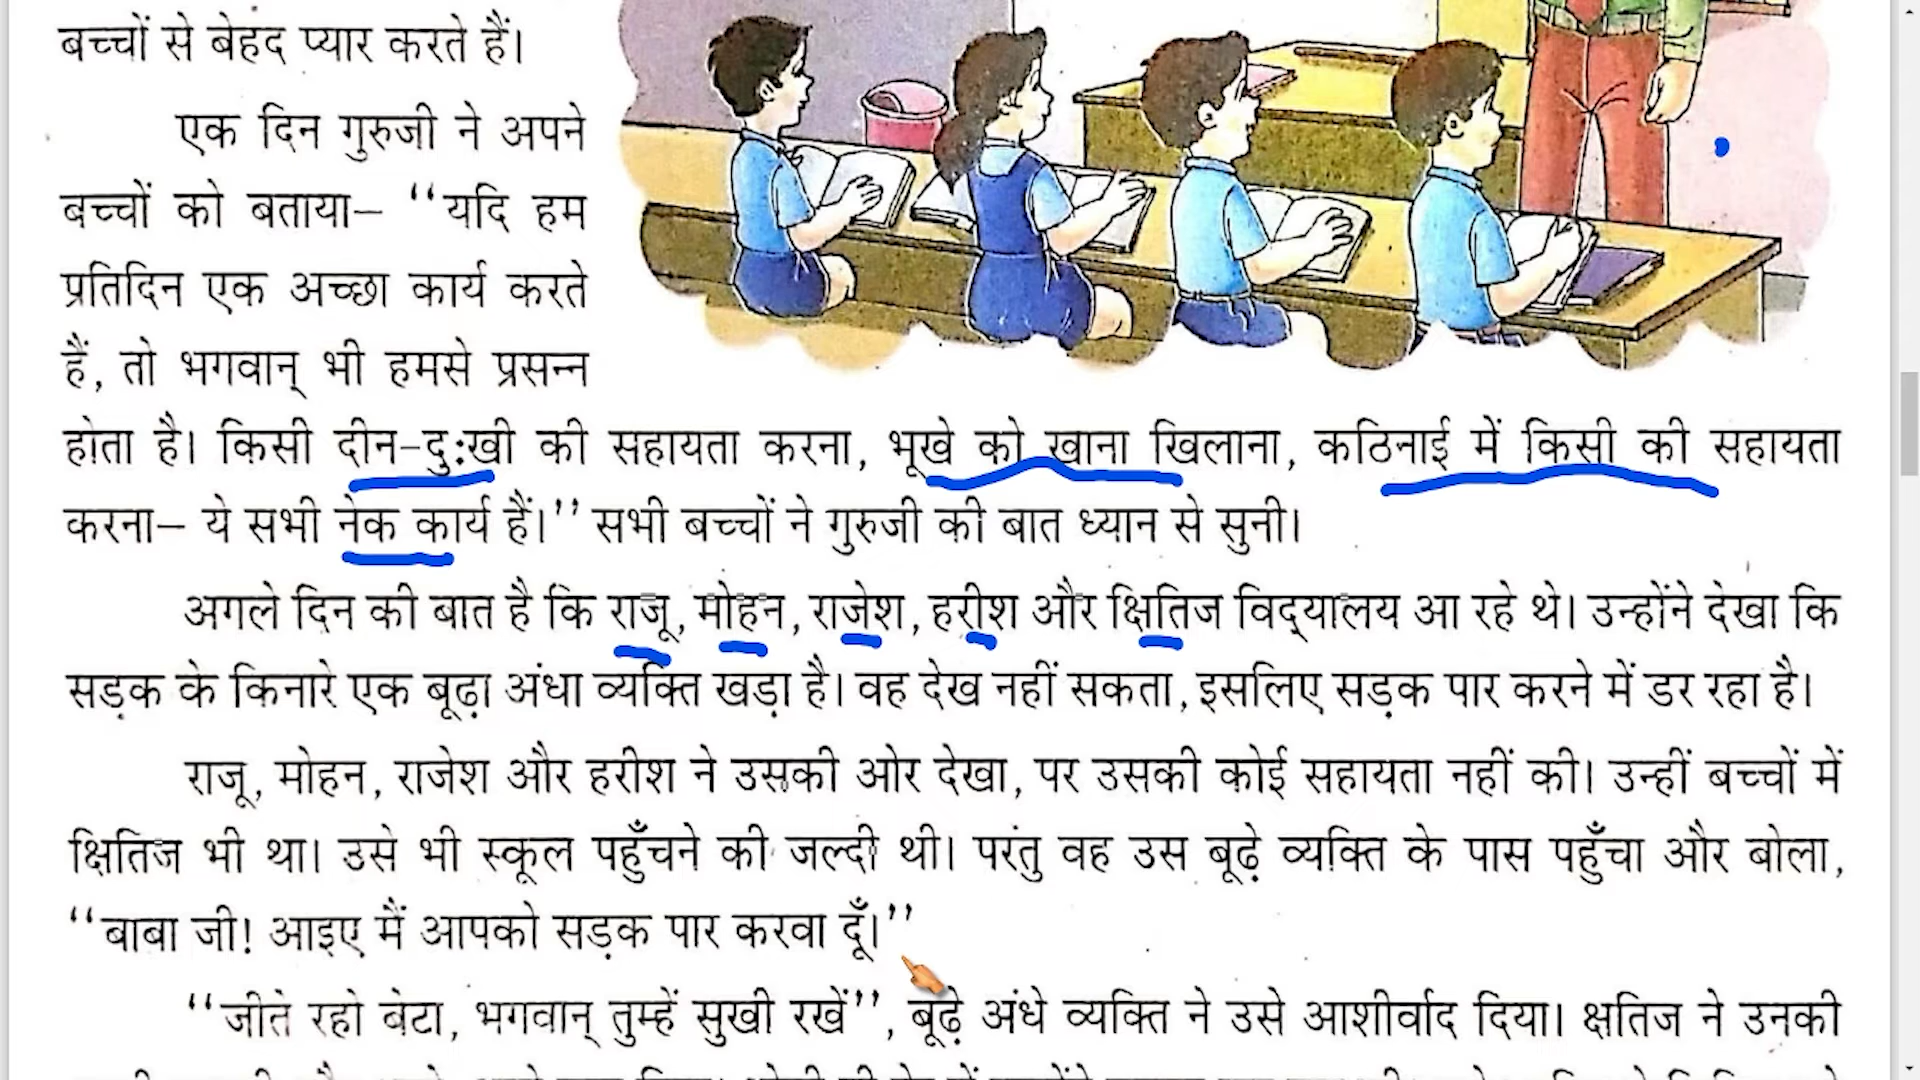 बच्चों से बेहद प्यार करते हैं।
एक दिन गुरुजी ने अपने
बच्चों को बताया– ‘‘यदि हम
प्रतिदिन एक अच्छा कार्य करते
हैं, तो भगवान् भी हमसे प्रसन्न
होता है। किसी दीन-दुःखी की सहायता करना, भूखे को खाना खिलाना, कठिनाई में किसी की सहायता
करना– ये सभी नेक कार्य हैं।’’ सभी बच्चों ने गुरुजी की बात ध्यान से सुनी।
अगले दिन की बात है कि राजू, मोहन, राजेश, हरीश और क्षितिज विद्यालय आ रहे थे। उन्होंने देखा कि
सड़क के किनारे एक बूढ़ा अंधा व्यक्ति खड़ा है। वह देख नहीं सकता, इसलिए सड़क पार करने में डर रहा है।
राजू, मोहन, राजेश और हरीश ने उसकी ओर देखा, पर उसकी कोई सहायता नहीं की। उन्हीं बच्चों में
क्षितिज भी था। उसे भी स्कूल पहुँचने की जल्दी थी। परंतु वह उस बूढ़े व्यक्ति के पास पहुँचा और बोला,
‘‘बाबा जी! आइए मैं आपको सड़क पार करवा दूँ।’’
‘‘जीते रहो बेटा, भगवान् तुम्हें सुखी रखें’’, बूढ़े अंधे व्यक्ति ने उसे आशीर्वाद दिया। क्षतिज ने उनकी